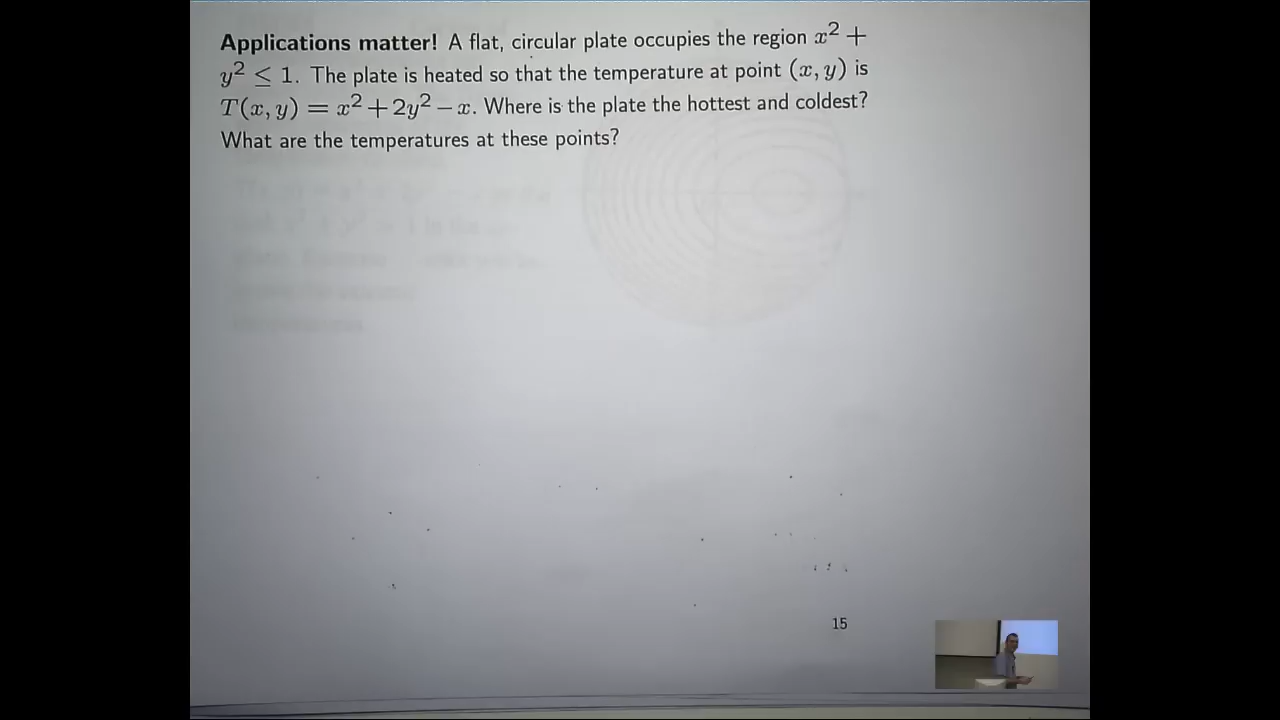 Applications matter! A flat, circular plate occupies the region x² +
y² ≤ 1. The plate is heated so that the temperature at point (x, y) is
T(x, y) = x² + 2y² − x. Where is the plate the hottest and coldest?
What are the temperatures at these points?
15